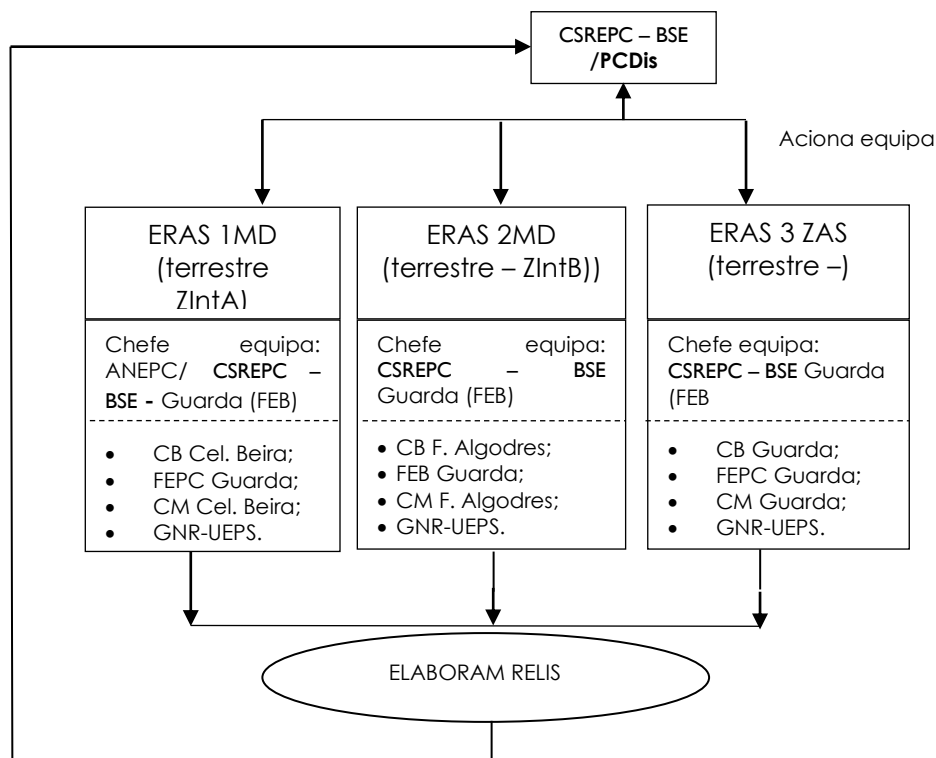 CSREPC – BSE
/PCDis
Aciona equipa
ERAS 1MD
(terrestre
ZIntA)
Chefe equipa:
ANEPC/ CSREPC –
BSE - Guarda (FEB)
• CB Cel. Beira;
• FEPC Guarda;
• CM Cel. Beira;
• GNR-UEPS.
ERAS 2MD
(terrestre – ZIntB))
Chefe equipa:
CSREPC – BSE
Guarda (FEB)
• CB F. Algodres;
• FEB Guarda;
• CM F. Algodres;
• GNR-UEPS.
ERAS 3 ZAS
(terrestre –)
Chefe equipa:
CSREPC – BSE Guarda
(FEB
• CB Guarda;
• FEPC Guarda;
• CM Guarda;
• GNR-UEPS.
ELABORAM RELIS